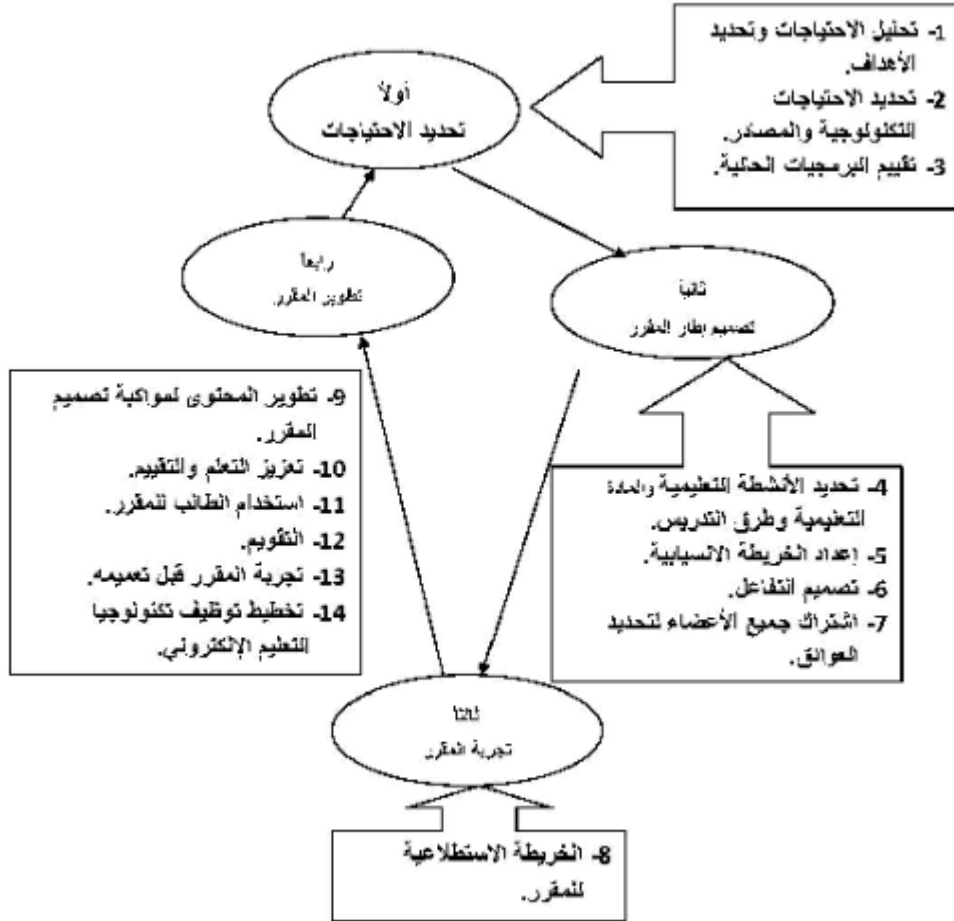 أولاً
تحديد الاحتياجات
1- تحليل الاحتياجات وتحديد
الأهداف.
2- تحديد الاحتياجات
التكنولوجية والمصادر.
3- تقييم البرمجيات الحالية.
ثانياً
تصميم إطار المقرر
4- تحديد الأنشطة التعليمية والمادة
التعليمية وطرق التدريس.
5- إعداد الخريطة الانسيابية.
6- تصميم التفاعل.
7- اشتراك جميع الأعضاء لتحديد
العوائق.
ثالثا
تجربة المقرر
8- الخريطة الاستطلاعية
للمقرر.
رابعاً
تطوير المقرر
9- تطوير المحتوى لمواكبة تصميم
المقرر.
10- تعزيز التعلم والتقييم.
11- استخدام الطالب للمقرر.
12- التقويم.
13- تجربة المقرر قبل تعميمه.
14- تخطيط توظيف تكنولوجيا
التعليم الإلكتروني.